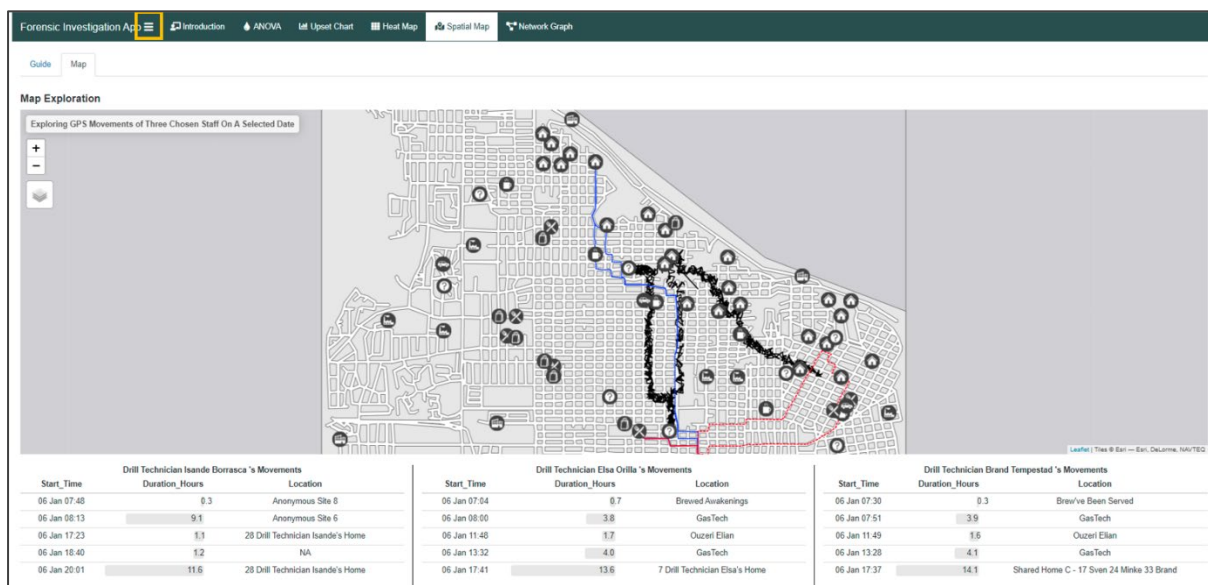 Forensic Investigation App Introduction ANOVA Upset Chart Heat Map Spatial Map Network Graph
Guide Map
Map Exploration
Exploring GPS Movements of Three Chosen Staff On A Selected Date
+
−
Leaflet | Tiles © Esri — Esri, DeLorme, NAVTEQ
Drill Technician Isande Borrasca 's Movements
Start_Time Duration_Hours Location
06 Jan 07:48 0.3 Anonymous Site 8
06 Jan 08:13 9.1 Anonymous Site 6
06 Jan 17:23 1.1 28 Drill Technician Isande's Home
06 Jan 18:40 1.2 NA
06 Jan 20:01 11.6 28 Drill Technician Isande's Home
Drill Technician Elsa Orilla 's Movements
Start_Time Duration_Hours Location
06 Jan 07:04 0.7 Brewed Awakenings
06 Jan 08:00 3.8 GasTech
06 Jan 11:48 1.7 Ouzeri Elian
06 Jan 13:32 4.0 GasTech
06 Jan 17:41 13.6 7 Drill Technician Elsa's Home
Drill Technician Brand Tempestad 's Movements
Start_Time Duration_Hours Location
06 Jan 07:30 0.3 Brew've Been Served
06 Jan 07:51 3.9 GasTech
06 Jan 11:49 1.6 Ouzeri Elian
06 Jan 13:28 4.1 GasTech
06 Jan 17:37 14.1 Shared Home C - 17 Sven 24 Minke 33 Brand